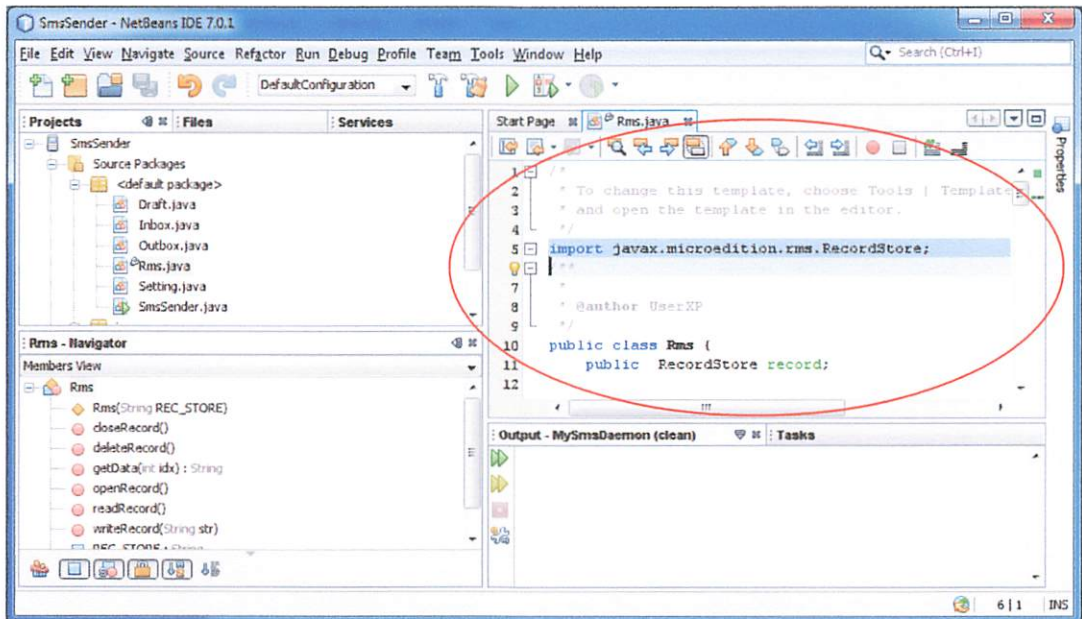 SmsSender - NetBeans IDE 7.0.1
File Edit View Navigate Source Refactor Run Debug Profile Team Tools Window Help
Search (Ctrl+I)
DefaultConfiguration
Projects Files Services
SmsSender
Source Packages
<default package>
Draft.java
Inbox.java
Outbox.java
Rms.java
Setting.java
SmsSender.java
Rms - Navigator
Members View
Rms
Rms(String REC_STORE)
closeRecord()
deleteRecord()
getData(int idx) : String
openRecord()
readRecord()
writeRecord(String str)
REC_STORE : String
Start Page Rms.java
Properties
1 /*
2 * To change this template, choose Tools | Templates
3 * and open the template in the editor.
4 */
5 import javax.microedition.rms.RecordStore;
/**
7 *
8 * @author UserXP
9 */
10 public class Rms {
11 public RecordStore record;
12
Output - MySmsDaemon (clean) Tasks
6 | 1 INS